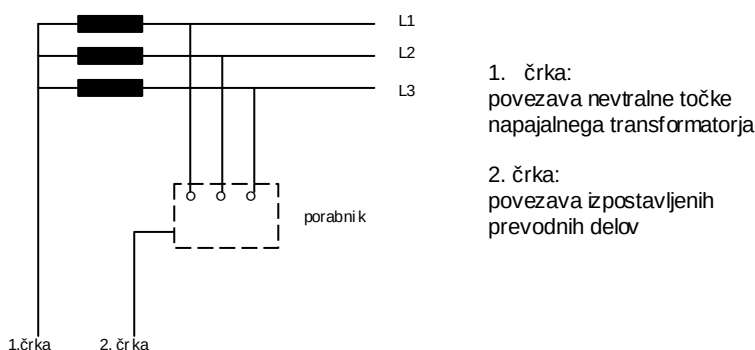 L1
L2
L3
porabnik
1.črka
2. črka
1. črka:
povezava nevtralne točke
napajalnega transformatorja
2. črka:
povezava izpostavljenih
prevodnih delov